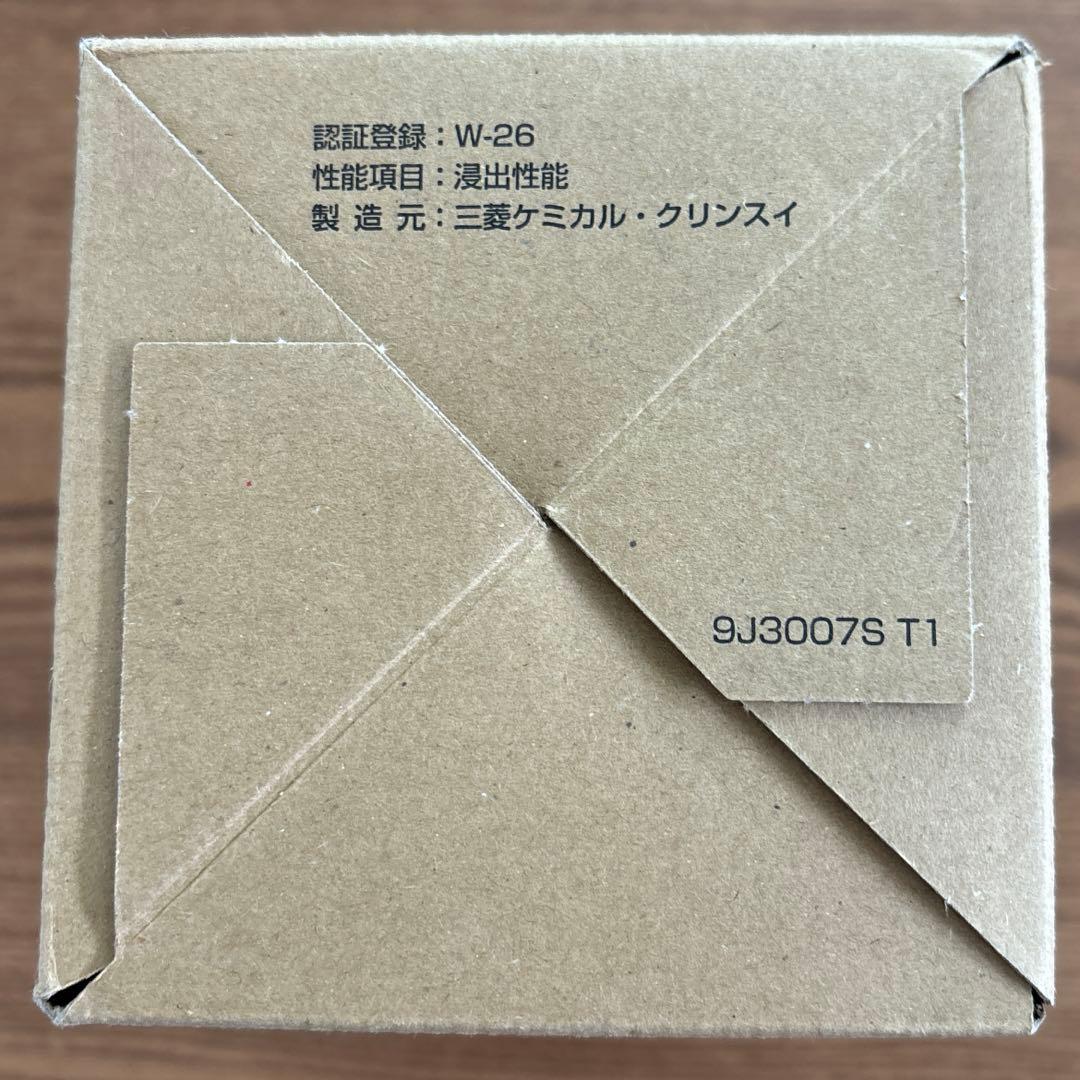 認証登録：W-26
性能項目：浸出性能
製 造 元：三菱ケミカル・クリンスイ
9J3007S T1